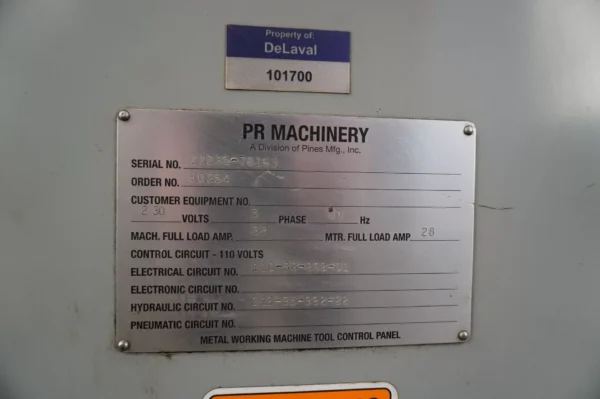 Property of:
DeLaval
101700
PR MACHINERY
A Division of Pines Mfg., Inc.
SERIAL NO.
ORDER NO.
CUSTOMER EQUIPMENT NO.
230 VOLTS 3 PHASE Hz
MACH. FULL LOAD AMP. MTR. FULL LOAD AMP. 28
CONTROL CIRCUIT - 110 VOLTS
ELECTRICAL CIRCUIT NO.
ELECTRONIC CIRCUIT NO.
HYDRAULIC CIRCUIT NO.
PNEUMATIC CIRCUIT NO.
METAL WORKING MACHINE TOOL CONTROL PANEL